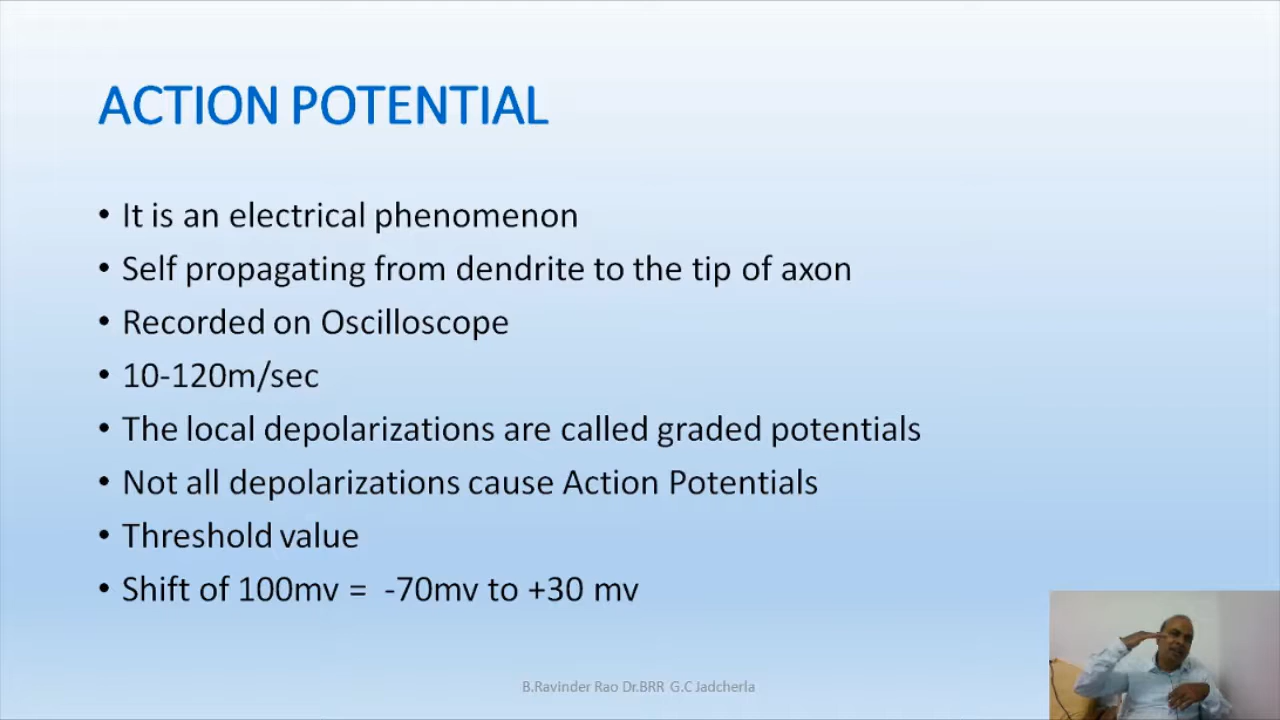 ACTION POTENTIAL
• It is an electrical phenomenon
• Self propagating from dendrite to the tip of axon
• Recorded on Oscilloscope
• 10-120m/sec
• The local depolarizations are called graded potentials
• Not all depolarizations cause Action Potentials
• Threshold value
• Shift of 100mv = -70mv to +30 mv
B.Ravinder Rao Dr.BRR G.C Jadcherla